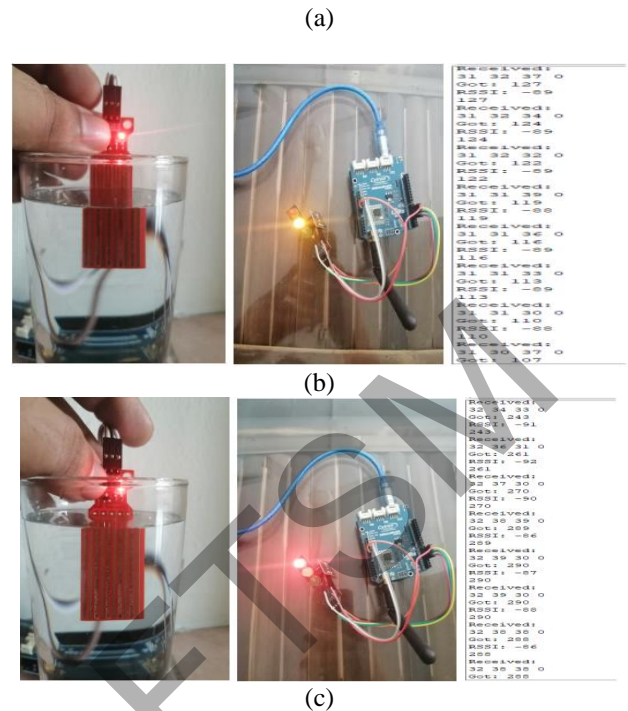 (a)
Received:
31 32 37 0
Got: 127
RSSI: -89
127
Received:
31 32 34 0
Got: 124
RSSI: -89
124
Received:
31 32 32 0
Got: 122
RSSI: -89
122
Received:
31 31 39 0
Got: 119
RSSI: -88
119
Received:
31 31 36 0
Got: 116
RSSI: -89
116
Received:
31 31 33 0
Got: 113
RSSI: -89
113
Received:
31 31 30 0
Got: 110
RSSI: -88
110
Received:
31 30 37 0
Got: 107
(b)
Received:
32 34 33 0
Got: 243
RSSI: -91
243
Received:
32 36 31 0
Got: 261
RSSI: -92
261
Received:
32 37 30 0
Got: 270
RSSI: -90
270
Received:
32 38 39 0
Got: 289
RSSI: -86
289
Received:
32 39 30 0
Got: 290
RSSI: -87
290
Received:
32 39 30 0
Got: 290
RSSI: -88
290
Received:
32 38 38 0
Got: 288
RSSI: -86
288
Received:
32 38 38 0
Got: 288
(c)